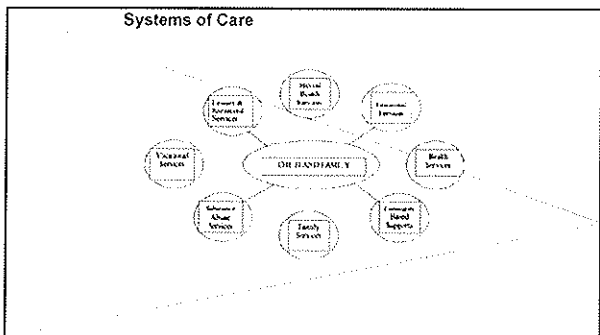 Systems of Care
Mental
Health
Services
Leisure &
Recreational
Services
Educational
Services
Vocational
Services
CHILD AND FAMILY
Health
Services
Substance
Abuse
Services
Family
Services
Community
Based
Supports